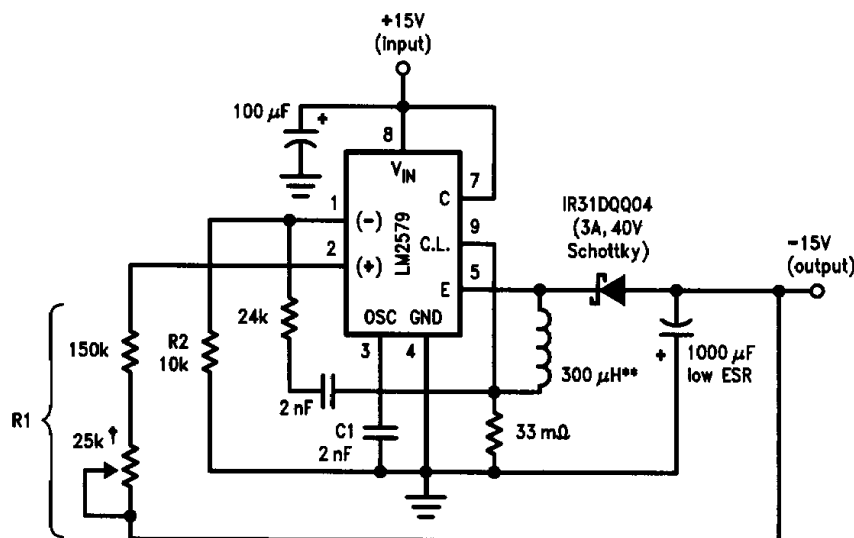 +15V
(input)
100 μF
+
8
VIN
7
C
1
(-)
LM2579
9
C.L.
2
(+)
5
E
IR31DQ04
(3A, 40V
Schottky)
-15V
(output)
OSC
GND
3
4
150k
R2
10k
24k
300 μH**
+
1000 μF
low ESR
R1
2 nF
25k†
C1
2 nF
33 mΩ